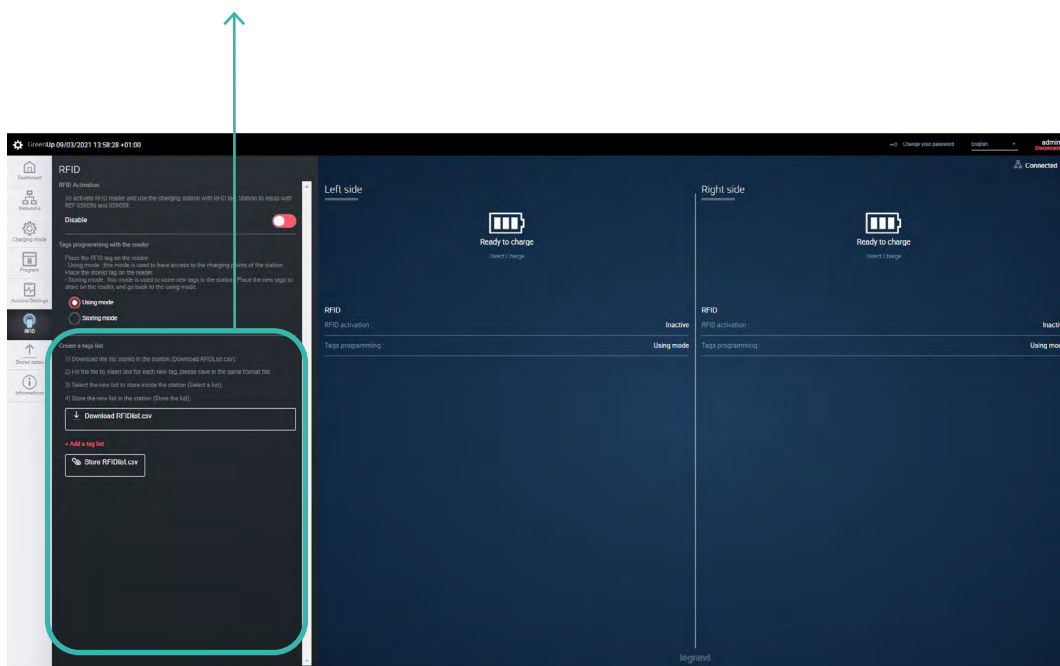 GreenUp 09/03/2021 13:58:28 +01:00
Change your password
English
admin
Disconnect
Connected
Dashboard
Networks
Charging mode
8
Program
Actions/Settings
RFID
Stored datas
Informations
RFID
RFID Activation
To activate RFID reader and use the charging station with RFID tag. Station to equip with
REF 059056 and 059059.
Disable
Tags programming with the reader
Place the RFID tag on the reader
- Using mode : this mode is used to have access to the charging points of the station.
Place the stored tag on the reader.
- Storing mode : this mode is used to store new tags in the station. Place the new tags to
store on the reader, and go back to the using mode.
Using mode
Storing mode
Create a tags list
1) Download the list stored in the station (Download RFIDList.csv);
2) Fill the file by insert line for each new tag, please save in the same format file;
3) Select the new list to store inside the station (Select a list);
4) Store the new list in the station (Store the list);
Download RFIDlist.csv
+ Add a tag list
Store RFIDlist.csv
Left side
Ready to charge
Direct Charge
RFID
RFID activation :
Inactive
Tags programming :
Using mode
Right side
Ready to charge
Direct Charge
RFID
RFID activation :
Inacti
Tags programming :
Using mod
legrand